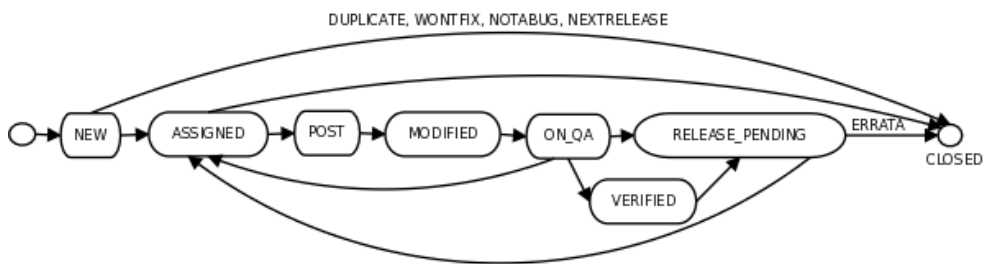 DUPLICATE, WONTFIX, NOTABUG, NEXTRELEASE
NEW
ASSIGNED
POST
MODIFIED
ON_QA
RELEASE_PENDING
ERRATA
CLOSED
VERIFIED